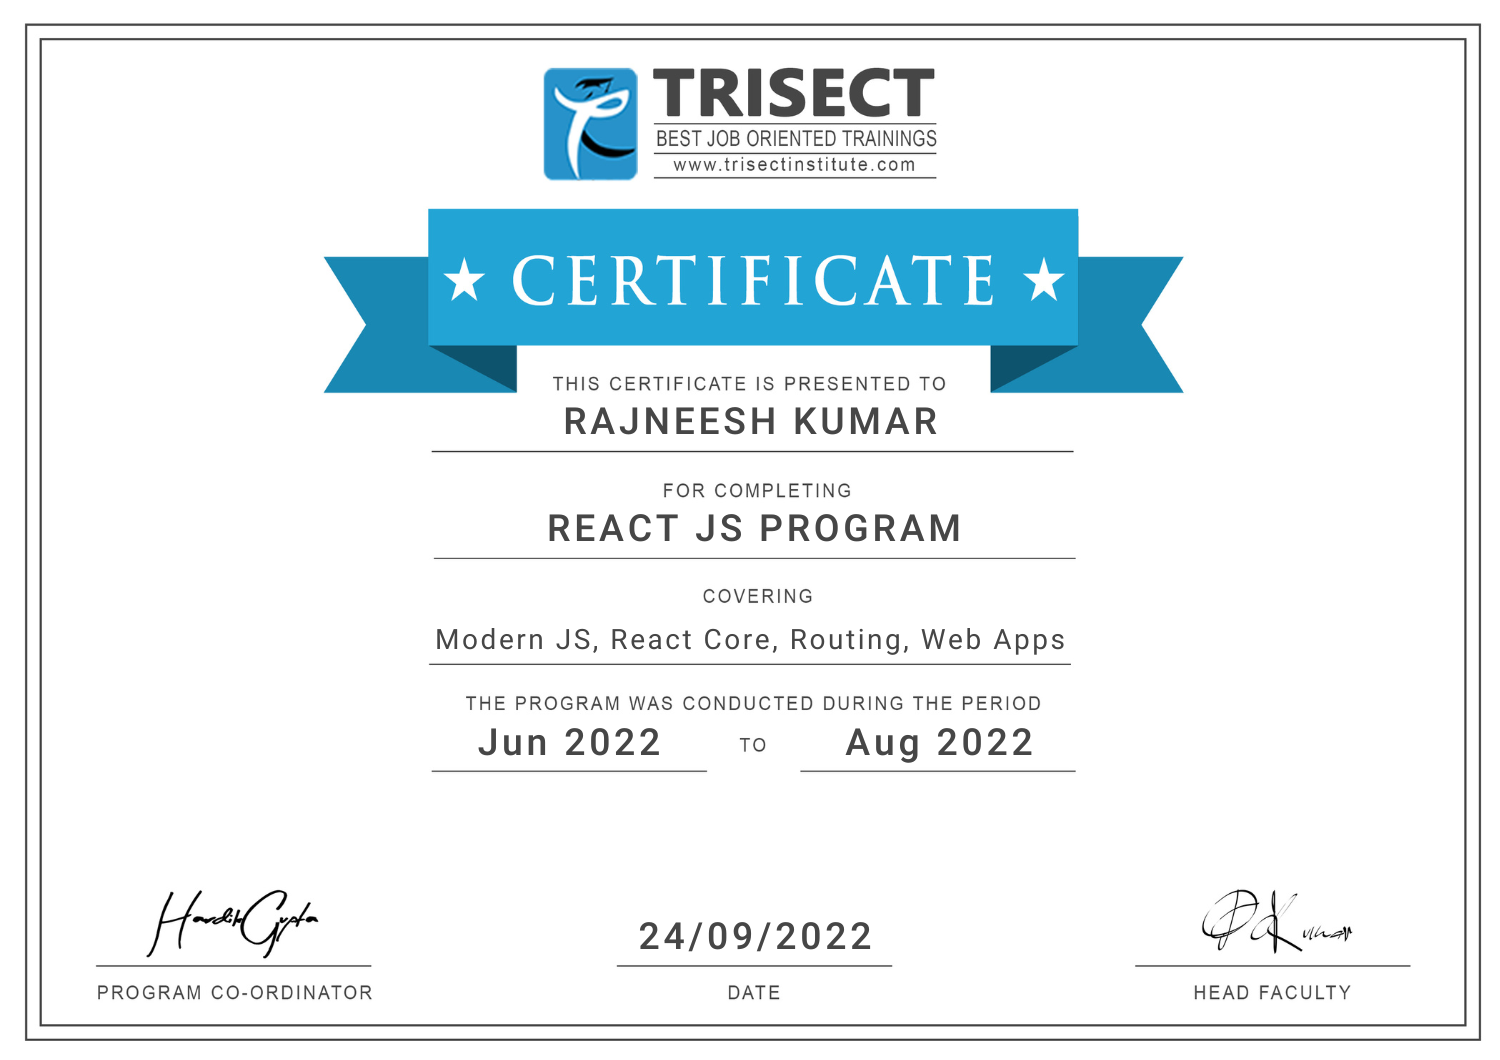 TRISECT
BEST JOB ORIENTED TRAININGS
www.trisectinstitute.com
CERTIFICATE
THIS CERTIFICATE IS PRESENTED TO
RAJNEESH KUMAR
FOR COMPLETING
REACT JS PROGRAM
COVERING
Modern JS, React Core, Routing, Web Apps
THE PROGRAM WAS CONDUCTED DURING THE PERIOD
Jun 2022 TO Aug 2022
Hardik Gupta
24/09/2022
Kumar
PROGRAM CO-ORDINATOR
DATE
HEAD FACULTY